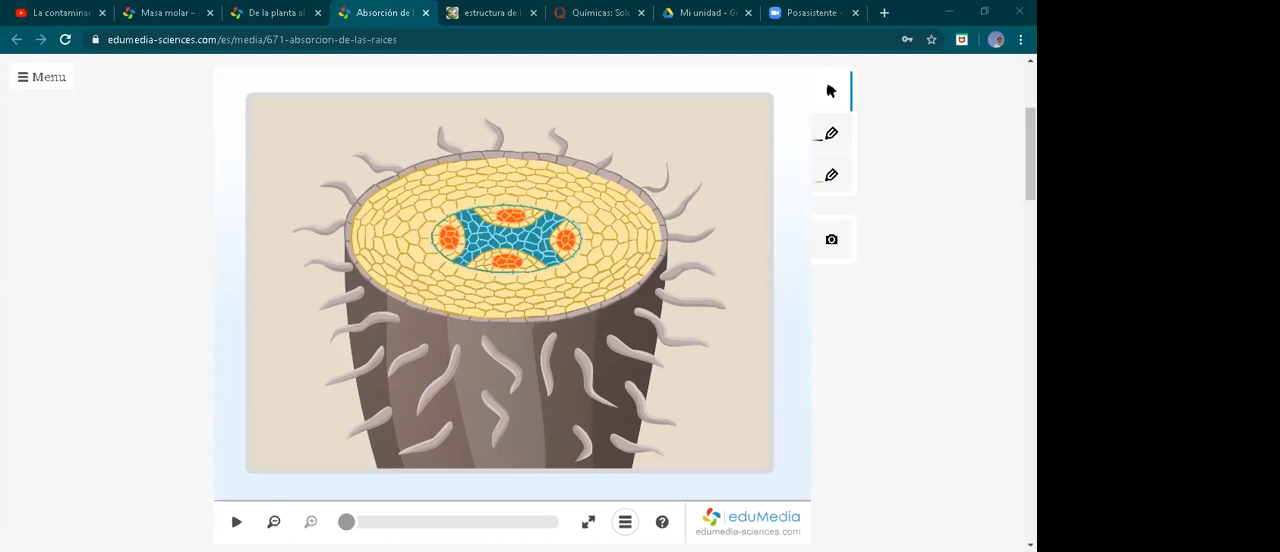 La contaminac
Masa molar –
De la planta al
Absorción de l
estructura de l
Químicas: Solu
Mi unidad - G
Posasistente -
edumedia-sciences.com/es/media/671-absorcion-de-las-raices
Menu
eduMedia
edumedia-sciences.com